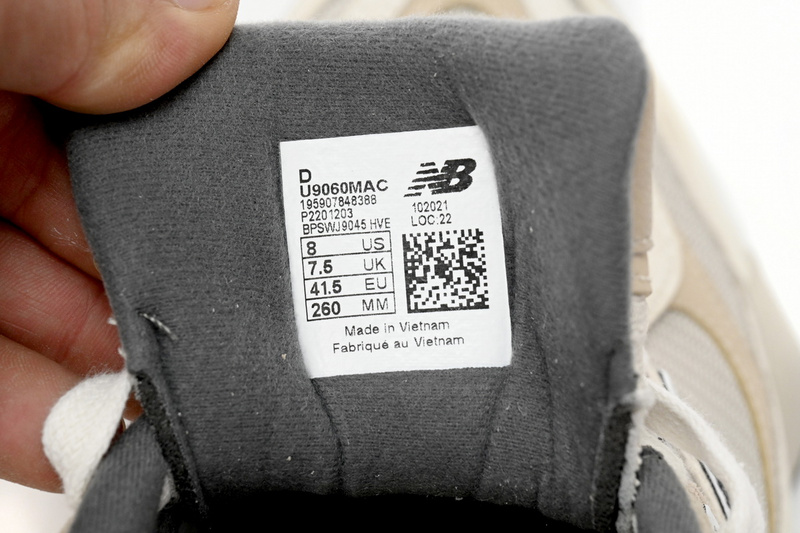 D
U9060MAC
NB
195907848388
102021
P2201203
LOC:22
BPSWJ9045 HVE
8 US
7.5 UK
41.5 EU
260 MM
Made in Vietnam
Fabriqué au Vietnam